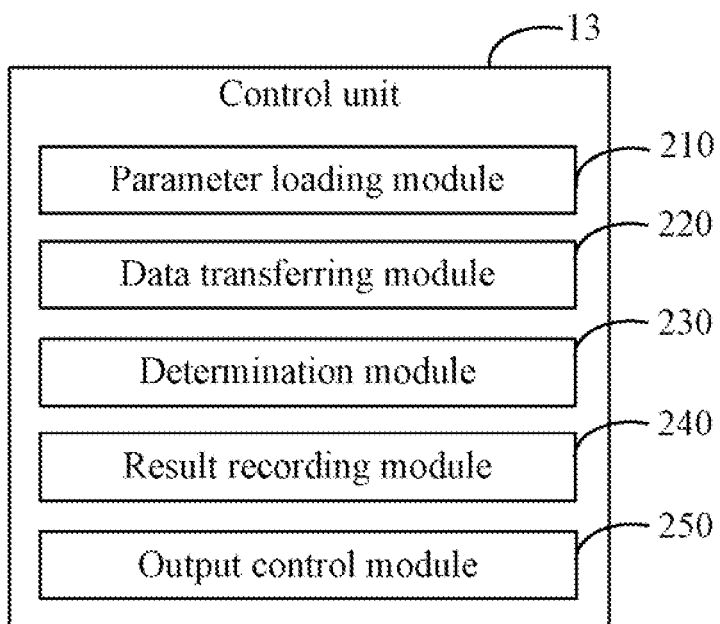 13
Control unit
210
Parameter loading module
220
Data transferring module
230
Determination module
240
Result recording module
250
Output control module